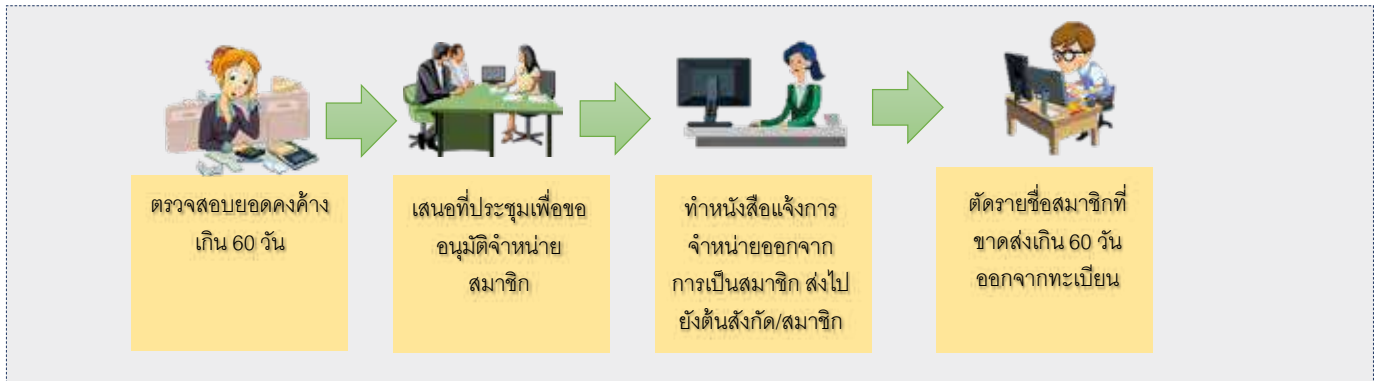 ตรวจสอบยอดคงค้าง
เกิน 60 วัน
เสนอที่ประชุมเพื่อขอ
อนุมัติจำหน่าย
สมาชิก
ทำหนังสือแจ้งการ
จำหน่ายออกจาก
การเป็นสมาชิก ส่งไป
ยังต้นสังกัด/สมาชิก
ตัดรายชื่อสมาชิกที่
ขาดส่งเกิน 60 วัน
ออกจากทะเบียน